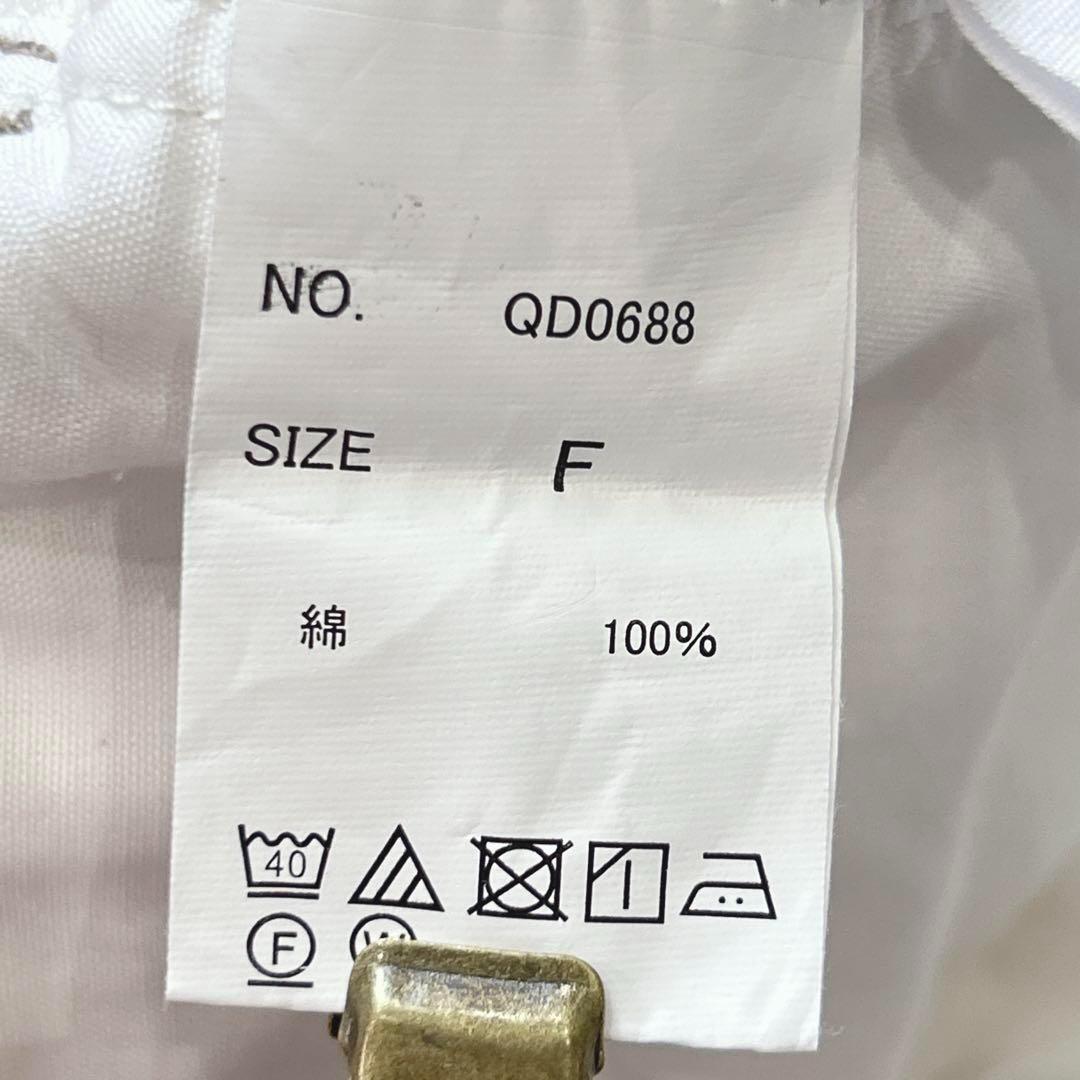 NO. QD0688
SIZE F
綿 100%
40
F
W